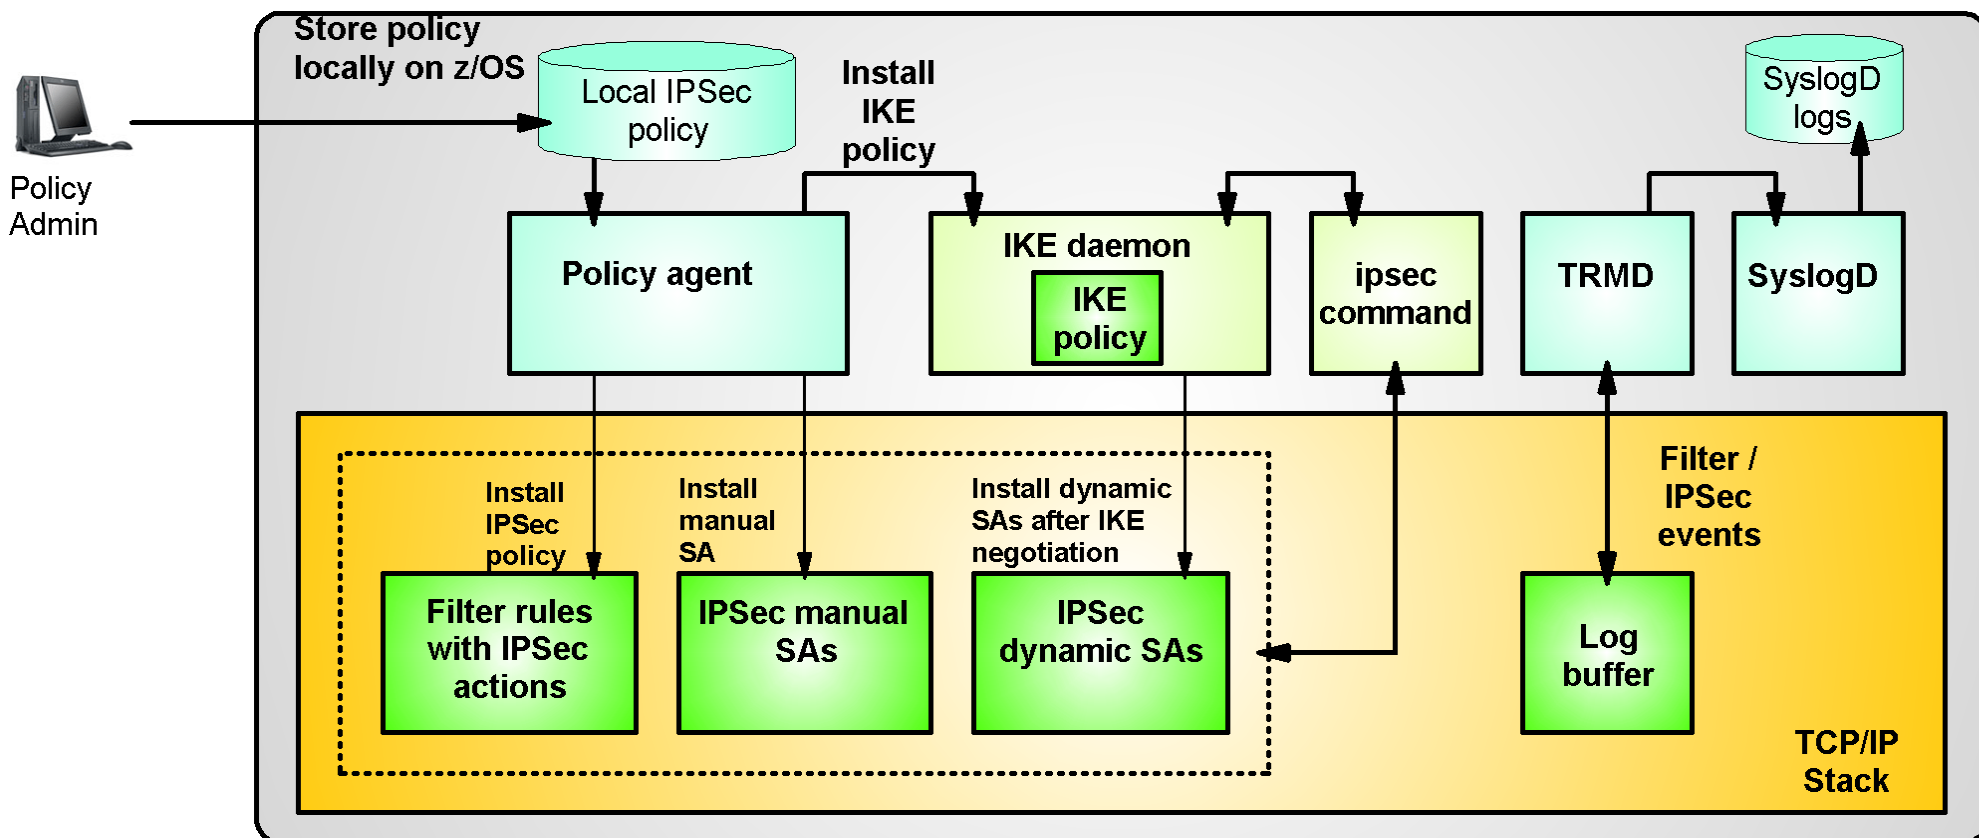 Store policy
locally on z/OS
Local IPSec
policy
Install
IKE
policy
SyslogD
logs
Policy
Admin
Policy agent
IKE daemon
IKE
policy
ipsec
command
TRMD
SyslogD
Install
IPSec
policy
Install
manual
SA
Install dynamic
SAs after IKE
negotiation
Filter /
IPSec
events
Filter rules
with IPSec
actions
IPSec manual
SAs
IPSec
dynamic SAs
Log
buffer
TCP/IP
Stack